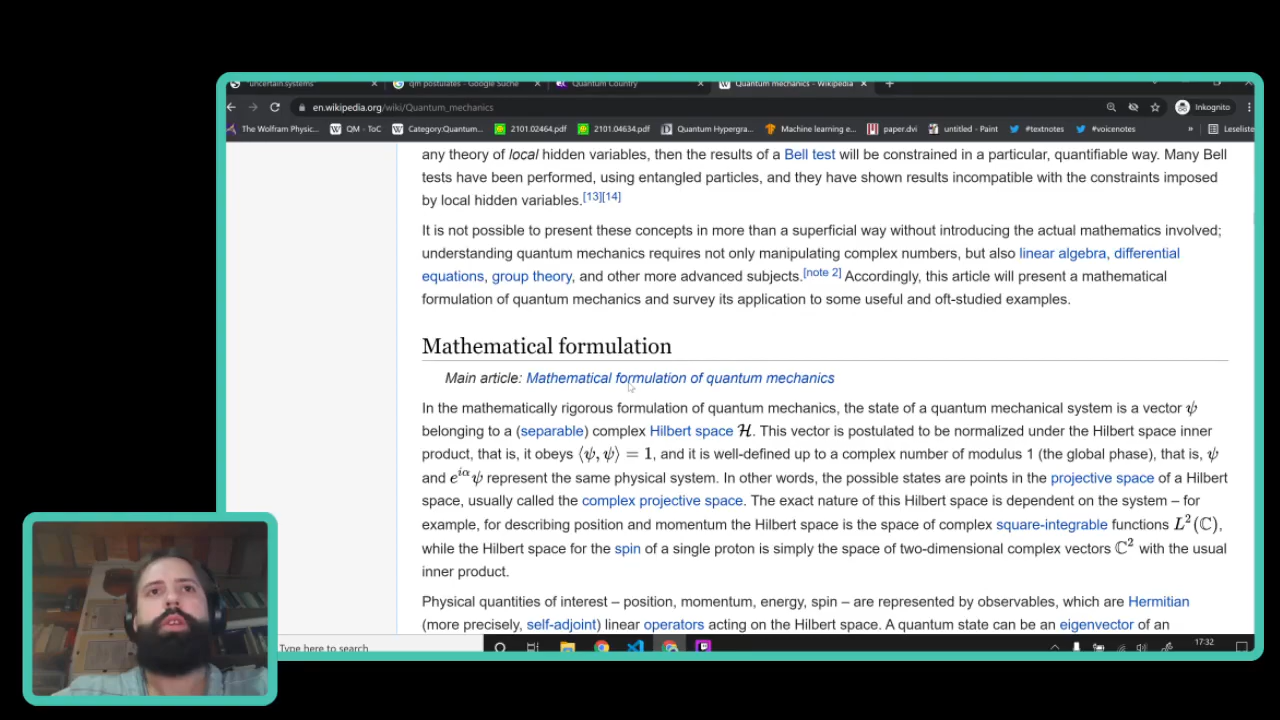 uncertain.systems
qm postulates - Google Suche
Quantum Country
Quantum mechanics - Wikipedia
en.wikipedia.org/wiki/Quantum_mechanics
Inkognito
The Wolfram Physic...
QM - ToC
Category:Quantum...
2101.02464.pdf
2101.04634.pdf
Quantum Hypergra...
Machine learning e...
paper.dvi
untitled - Paint
#textnotes
#voicenotes
»
Leseliste
any theory of local hidden variables, then the results of a Bell test will be constrained in a particular, quantifiable way. Many Bell
tests have been performed, using entangled particles, and they have shown results incompatible with the constraints imposed
by local hidden variables.[13][14]
It is not possible to present these concepts in more than a superficial way without introducing the actual mathematics involved;
understanding quantum mechanics requires not only manipulating complex numbers, but also linear algebra, differential
equations, group theory, and other more advanced subjects.[note 2] Accordingly, this article will present a mathematical
formulation of quantum mechanics and survey its application to some useful and oft-studied examples.
Mathematical formulation
Main article: Mathematical formulation of quantum mechanics
In the mathematically rigorous formulation of quantum mechanics, the state of a quantum mechanical system is a vector ψ
belonging to a (separable) complex Hilbert space ℋ. This vector is postulated to be normalized under the Hilbert space inner
product, that is, it obeys ⟨ψ, ψ⟩ = 1, and it is well-defined up to a complex number of modulus 1 (the global phase), that is, ψ
and e^{iα}ψ represent the same physical system. In other words, the possible states are points in the projective space of a Hilbert
space, usually called the complex projective space. The exact nature of this Hilbert space is dependent on the system – for
example, for describing position and momentum the Hilbert space is the space of complex square-integrable functions L²(ℂ),
while the Hilbert space for the spin of a single proton is simply the space of two-dimensional complex vectors ℂ² with the usual
inner product.
Physical quantities of interest – position, momentum, energy, spin – are represented by observables, which are Hermitian
(more precisely, self-adjoint) linear operators acting on the Hilbert space. A quantum state can be an eigenvector of an
Type here to search
17:32